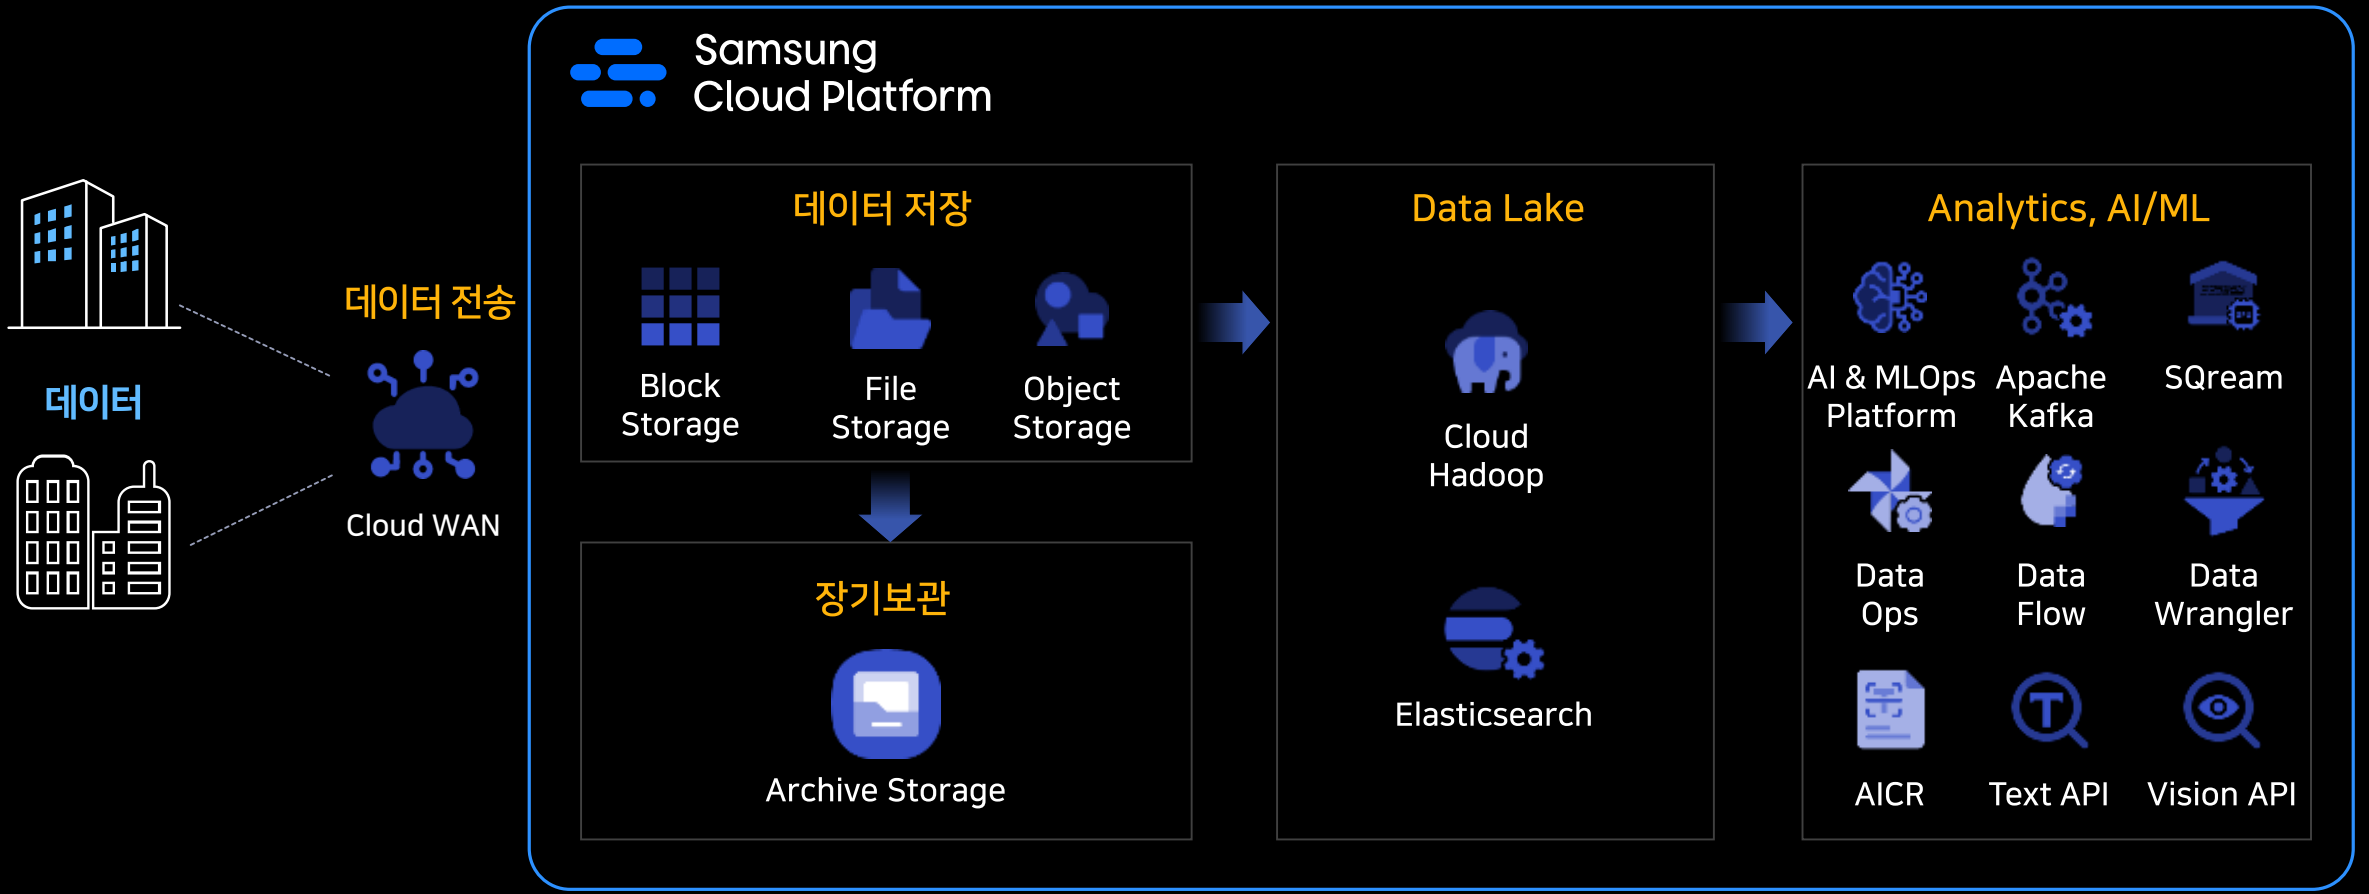 Samsung
Cloud Platform
데이터
데이터 전송
Cloud WAN
데이터 저장
Block
Storage
File
Storage
Object
Storage
장기보관
Archive Storage
Data Lake
Cloud
Hadoop
Elasticsearch
Analytics, AI/ML
AI & MLOps
Platform
Apache
Kafka
SQream
Data
Ops
Data
Flow
Data
Wrangler
AICR
T
Text API
Vision API